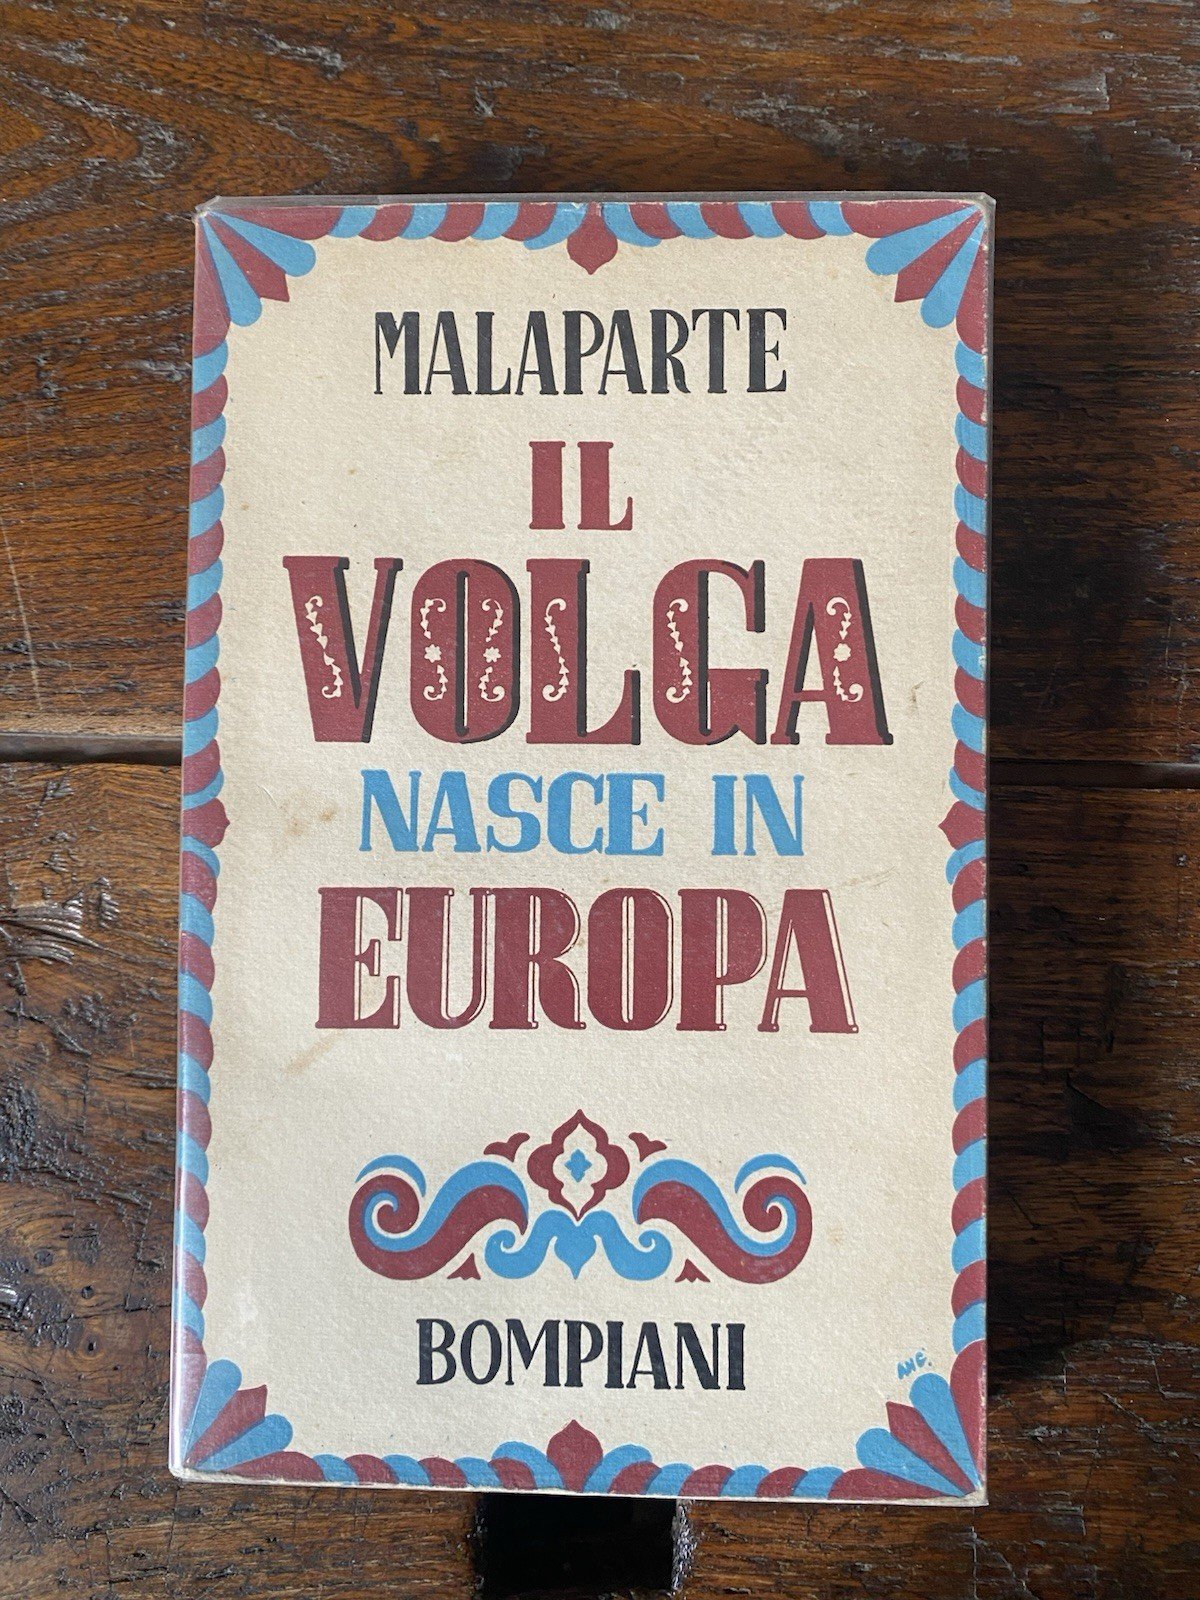 MALAPARTE
IL
VOLGA
NASCE IN
EUROPA
BOMPIANI